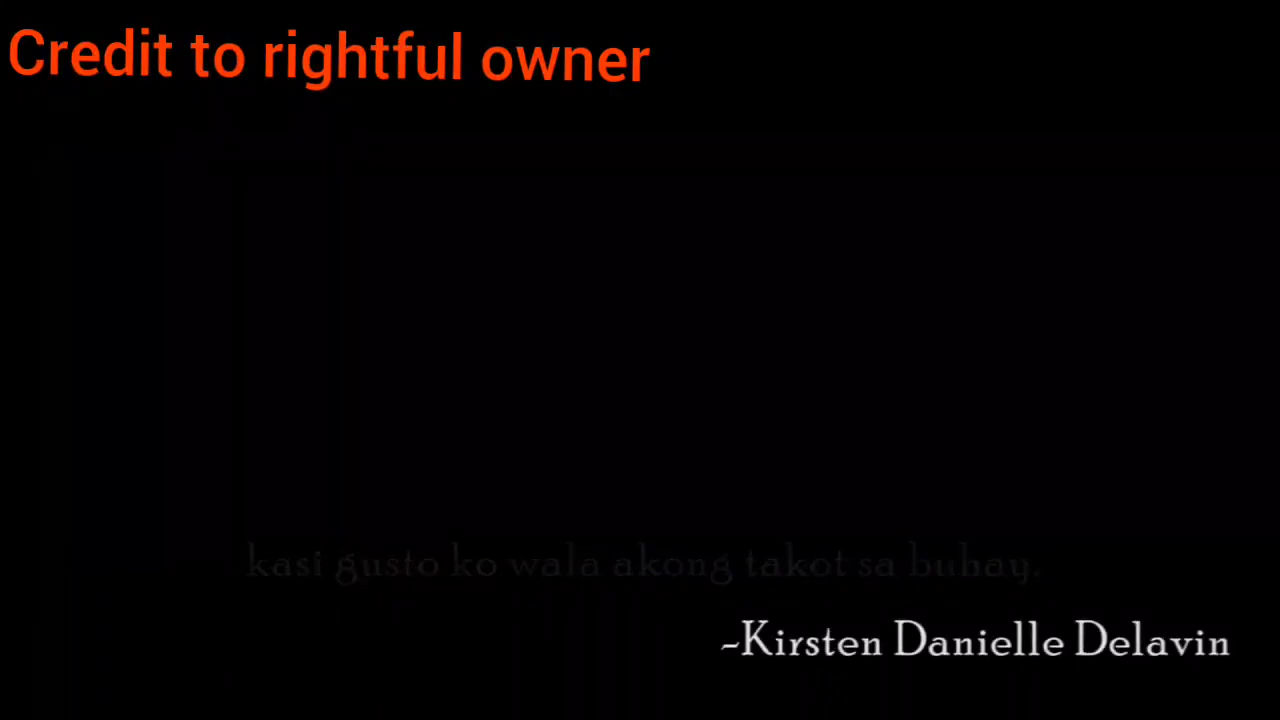 Credit to rightful owner
kasi gusto ko wala akong takot sa buhay.
~Kirsten Danielle Delavin